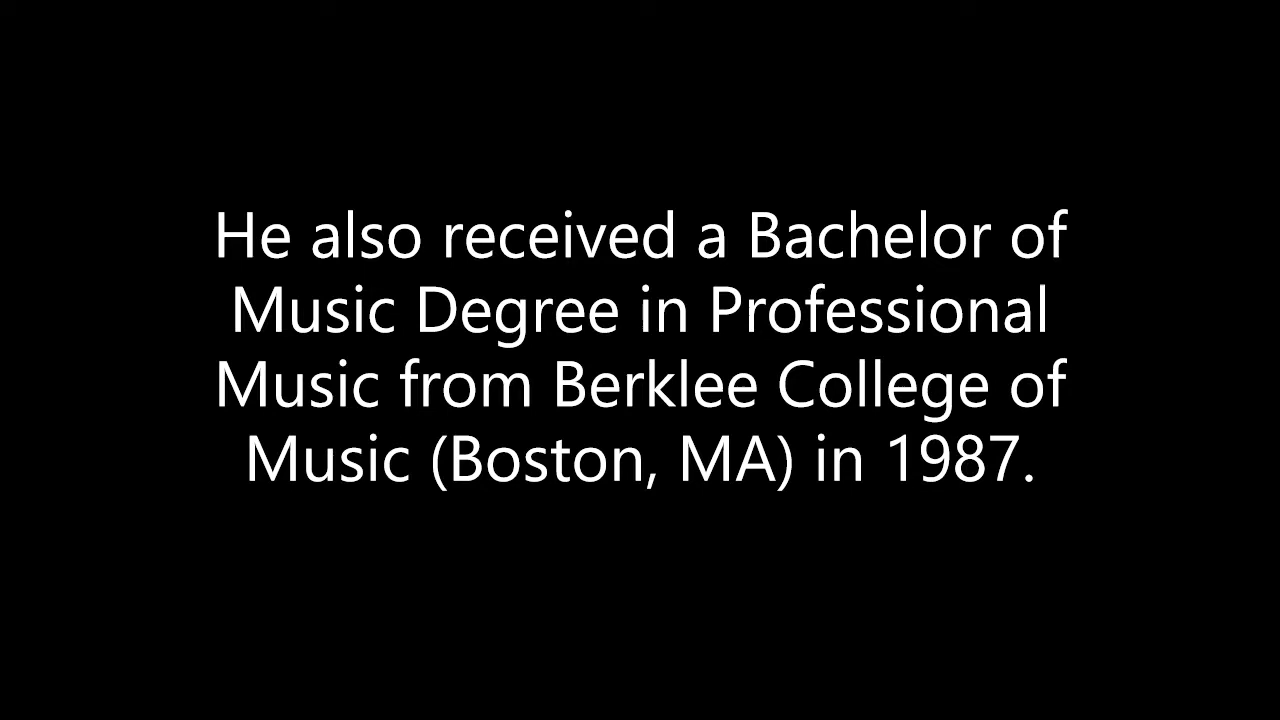 He also received a Bachelor of
Music Degree in Professional
Music from Berklee College of
Music (Boston, MA) in 1987.